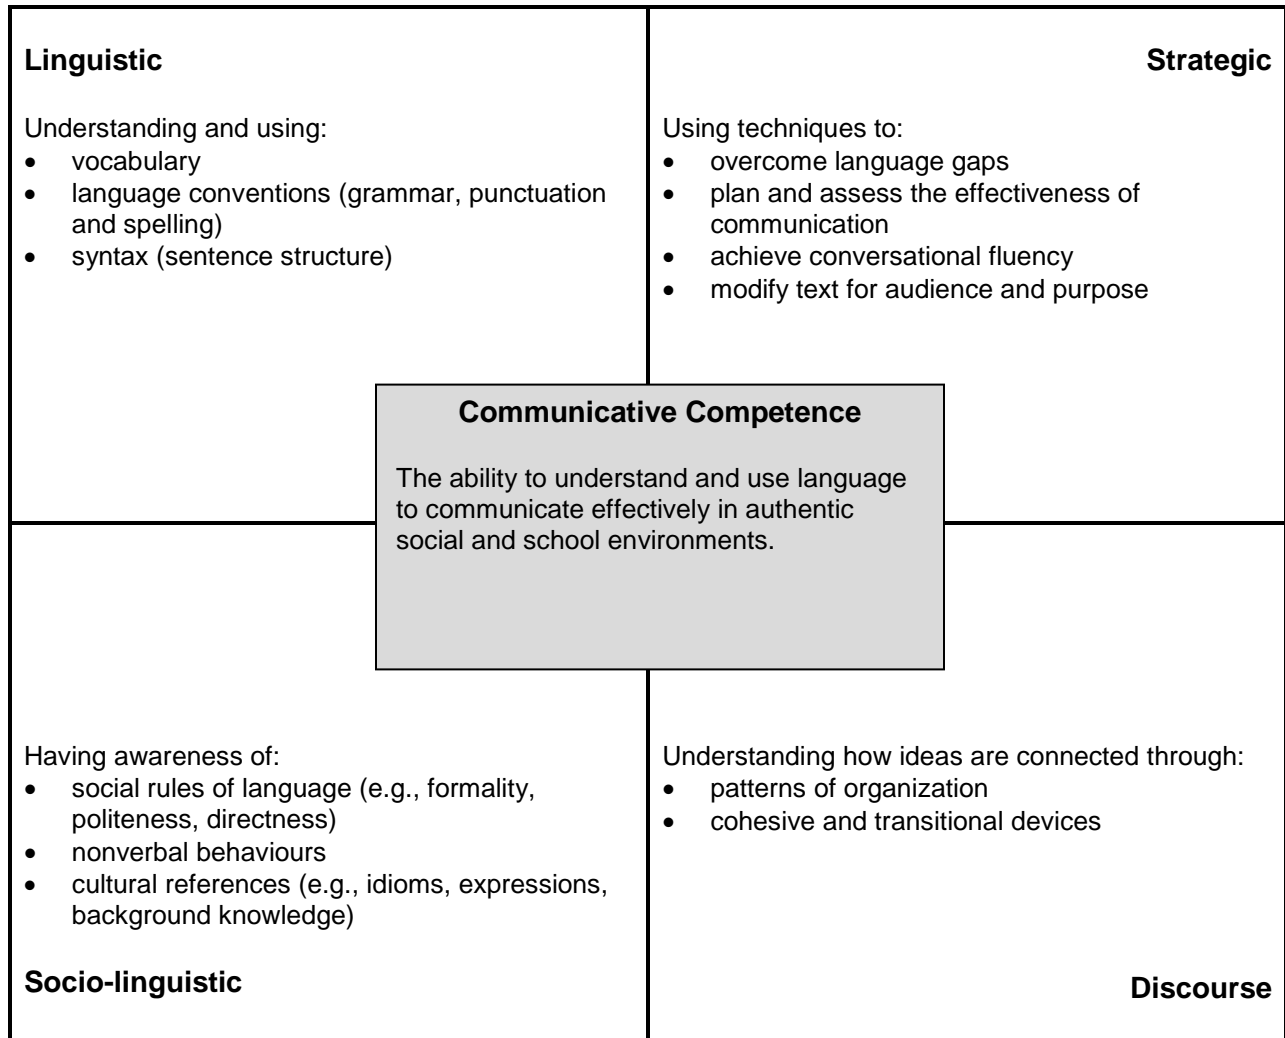 Linguistic
Understanding and using:
• vocabulary
• language conventions (grammar, punctuation
and spelling)
• syntax (sentence structure)
Strategic
Using techniques to:
• overcome language gaps
• plan and assess the effectiveness of
communication
• achieve conversational fluency
• modify text for audience and purpose
Communicative Competence
The ability to understand and use language
to communicate effectively in authentic
social and school environments.
Having awareness of:
• social rules of language (e.g., formality,
politeness, directness)
• nonverbal behaviours
• cultural references (e.g., idioms, expressions,
background knowledge)
Socio-linguistic
Understanding how ideas are connected through:
• patterns of organization
• cohesive and transitional devices
Discourse